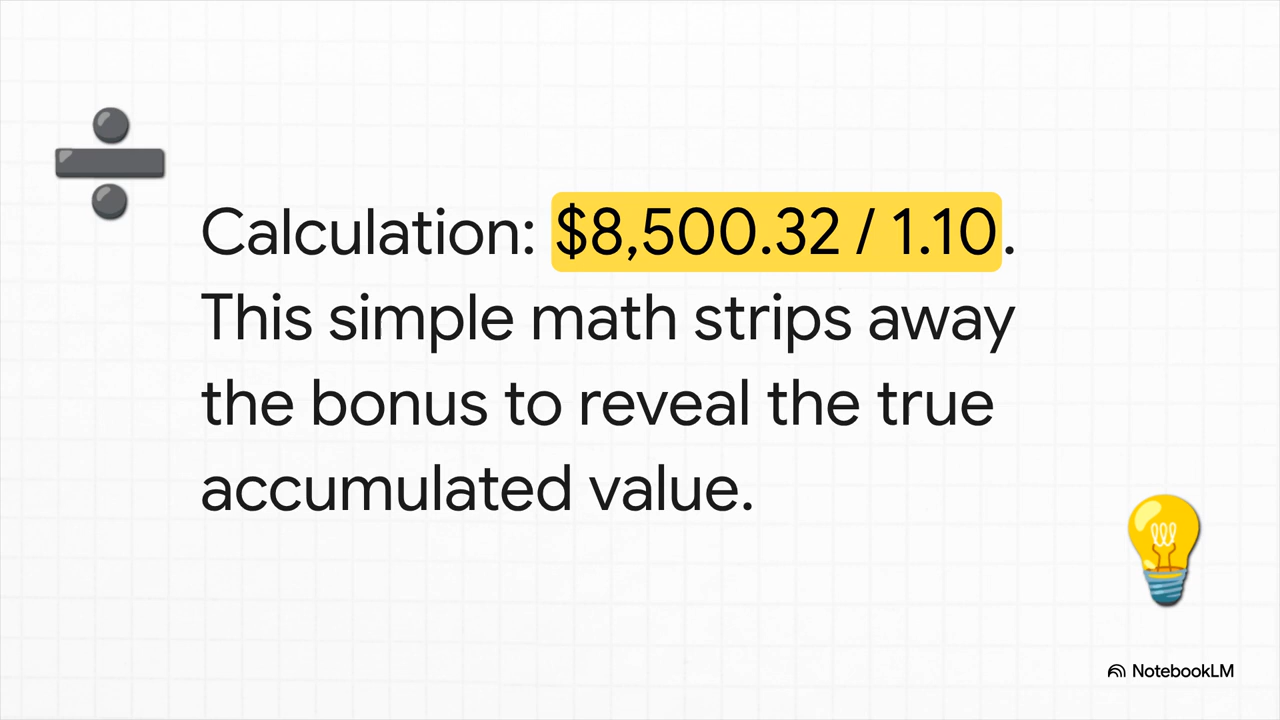 Calculation: $8,500.32 / 1.10.
This simple math strips away
the bonus to reveal the true
accumulated value.
NotebookLM